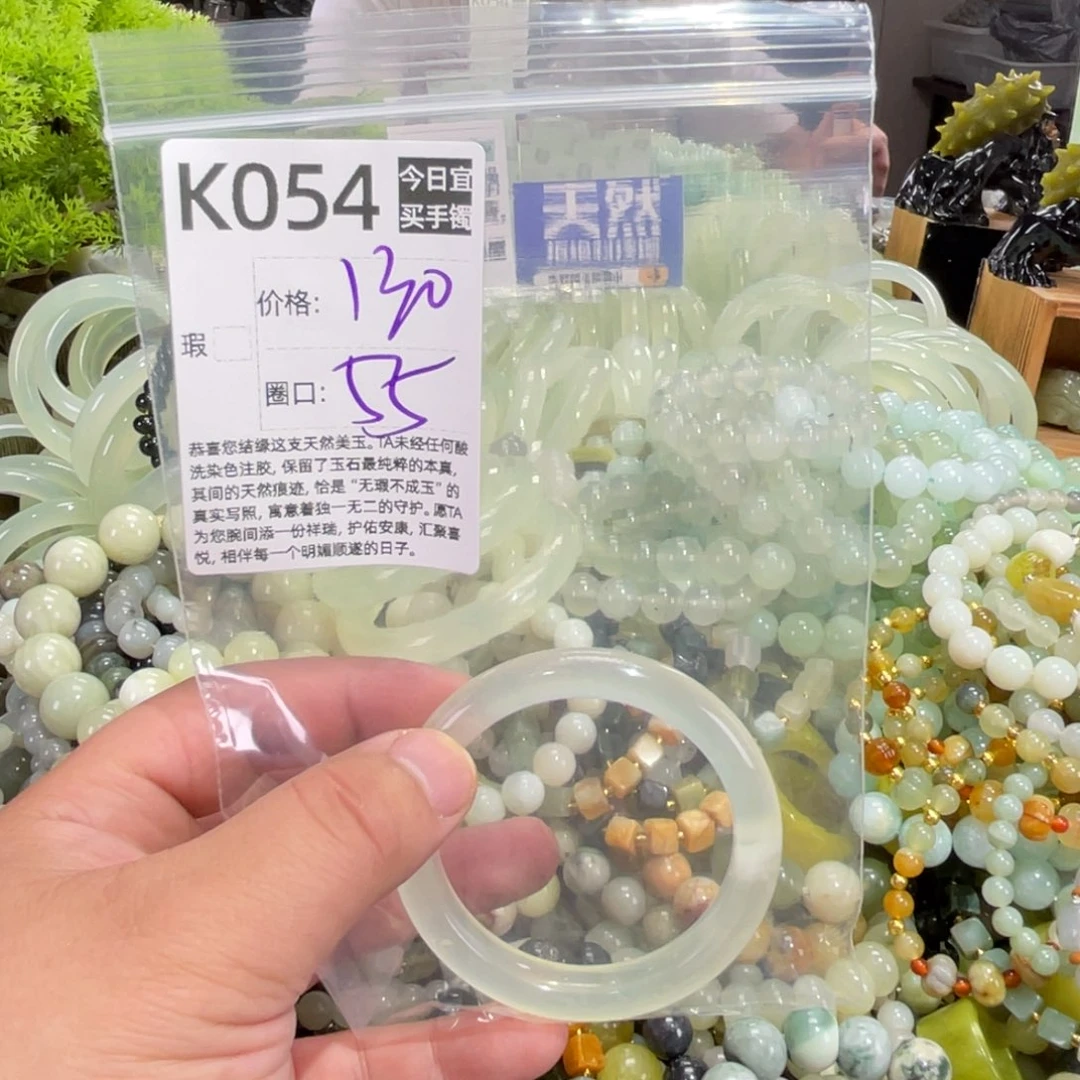 K054
今日宜
买手镯
价格: 130
瑕
圈口: 55
恭喜您结缘这支天然美玉。TA未经任何酸
洗染色注胶, 保留了玉石最纯粹的本真,
其间的天然痕迹, 恰是“无瑕不成玉”的
真实写照, 寓意着独一无二的守护。愿TA
为您腕间添一份祥瑞, 护佑安康, 汇聚喜
悦, 相伴每一个明媚顺遂的日子。
天然